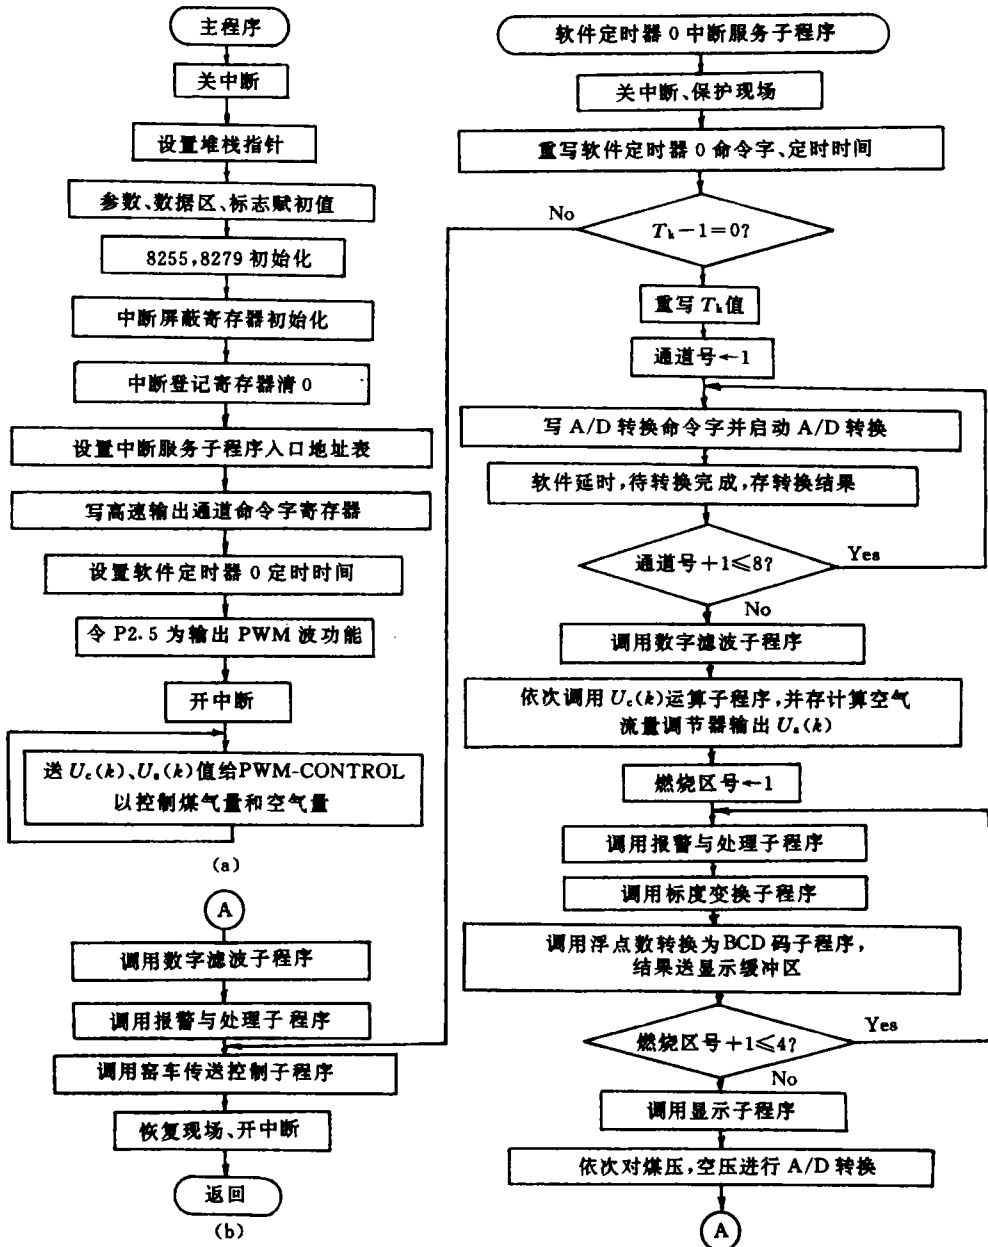 主程序
关中断
设置堆栈指针
参数、数据区、标志赋初值
8255,8279初始化
中断屏蔽寄存器初始化
中断登记寄存器清0
设置中断服务子程序入口地址表
写高速输出通道命令字寄存器
设置软件定时器0定时时间
令P2.5为输出PWM波功能
开中断
送Uc(k)、Ua(k)值给PWM-CONTROL
以控制煤气量和空气量
(a)
A
调用数字滤波子程序
调用报警与处理子程序
调用窑车传送控制子程序
恢复现场、开中断
返回
(b)
软件定时器0中断服务子程序
关中断、保护现场
重写软件定时器0命令字、定时时间
No
Tk-1=0?
重写Tk值
通道号←1
写A/D转换命令字并启动A/D转换
软件延时,待转换完成,存转换结果
通道号+1≤8?
Yes
No
调用数字滤波子程序
依次调用Uc(k)运算子程序,并存计算空气
流量调节器输出Ua(k)
燃烧区号←1
调用报警与处理子程序
调用标度变换子程序
调用浮点数转换为BCD码子程序,
结果送显示缓冲区
燃烧区号+1≤4?
Yes
No
调用显示子程序
依次对煤压,空压进行A/D转换
A